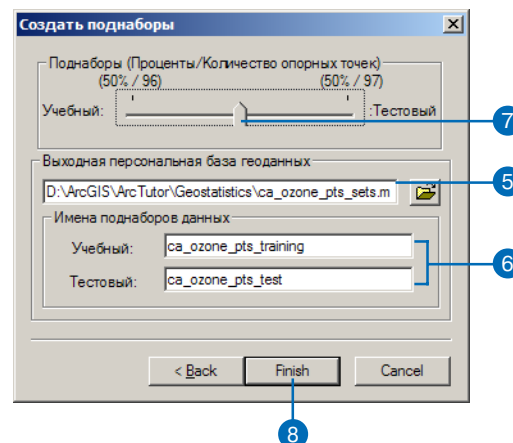 Создать поднаборы
Поднаборы (Проценты/Количество опорных точек)
(50% / 96) (50% / 97)
Учебный: :Тестовый
7
Выходная персональная база геоданных
D:\ArcGIS\ArcTutor\Geostatistics\ca_ozone_pts_sets.m
5
Имена поднаборов данных
Учебный: ca_ozone_pts_training
6
Тестовый: ca_ozone_pts_test
< Back Finish Cancel
8